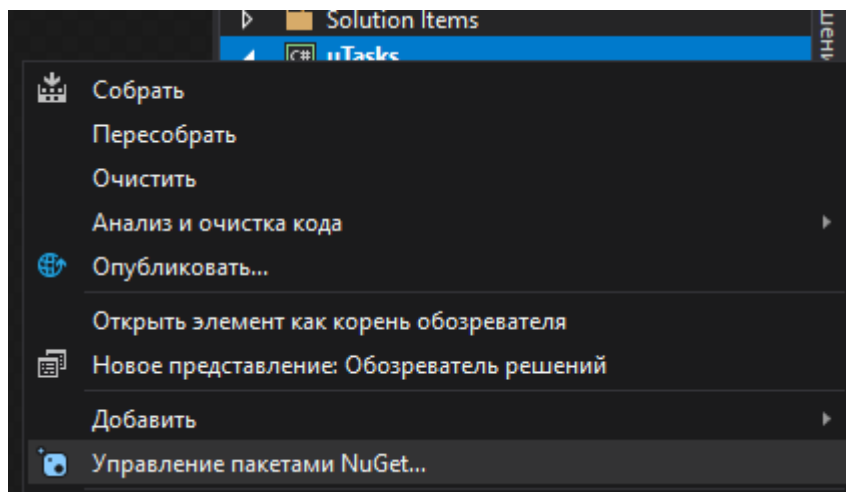 Solution Items
C# uTasks
Собрать
Пересобрать
Очистить
Анализ и очистка кода
Опубликовать...
Открыть элемент как корень обозревателя
Новое представление: Обозреватель решений
Добавить
Управление пакетами NuGet...